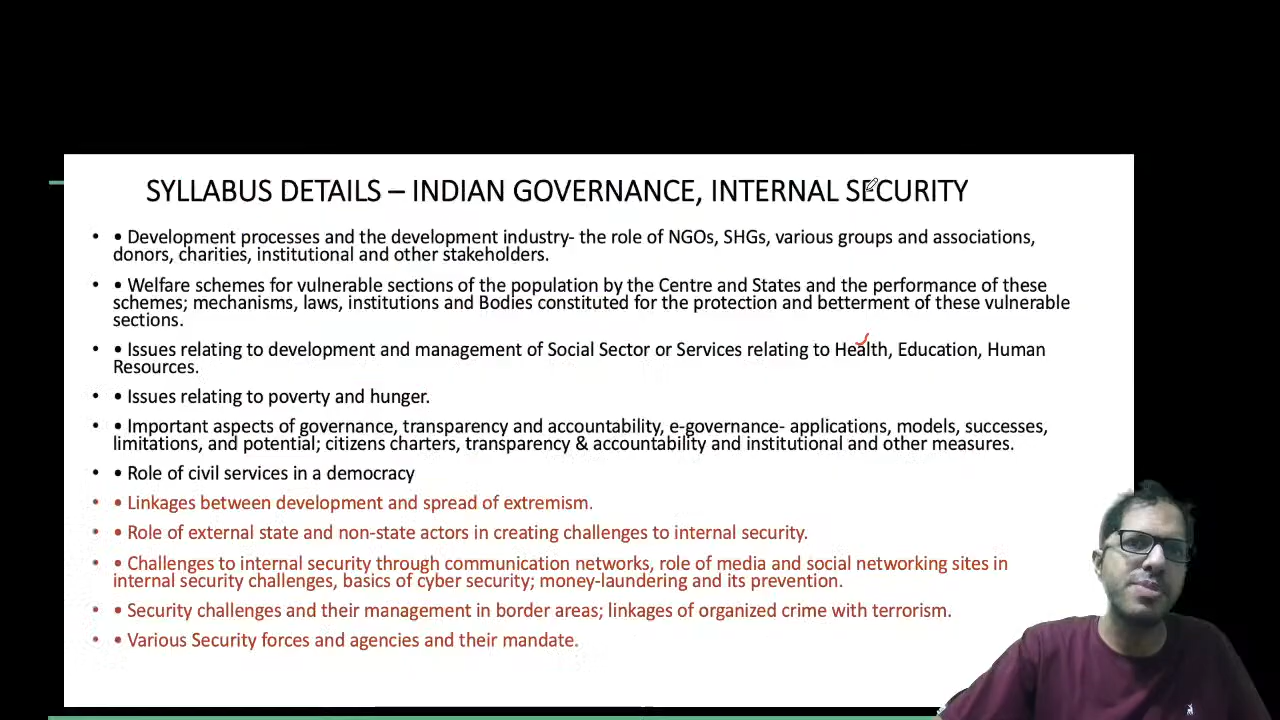 SYLLABUS DETAILS – INDIAN GOVERNANCE, INTERNAL SECURITY
• • Development processes and the development industry- the role of NGOs, SHGs, various groups and associations,
donors, charities, institutional and other stakeholders.
• • Welfare schemes for vulnerable sections of the population by the Centre and States and the performance of these
schemes; mechanisms, laws, institutions and Bodies constituted for the protection and betterment of these vulnerable
sections.
• • Issues relating to development and management of Social Sector or Services relating to Health, Education, Human
Resources.
• • Issues relating to poverty and hunger.
• • Important aspects of governance, transparency and accountability, e-governance- applications, models, successes,
limitations, and potential; citizens charters, transparency & accountability and institutional and other measures.
• • Role of civil services in a democracy
• • Linkages between development and spread of extremism.
• • Role of external state and non-state actors in creating challenges to internal security.
• • Challenges to internal security through communication networks, role of media and social networking sites in
internal security challenges, basics of cyber security; money-laundering and its prevention.
• • Security challenges and their management in border areas; linkages of organized crime with terrorism.
• • Various Security forces and agencies and their mandate.